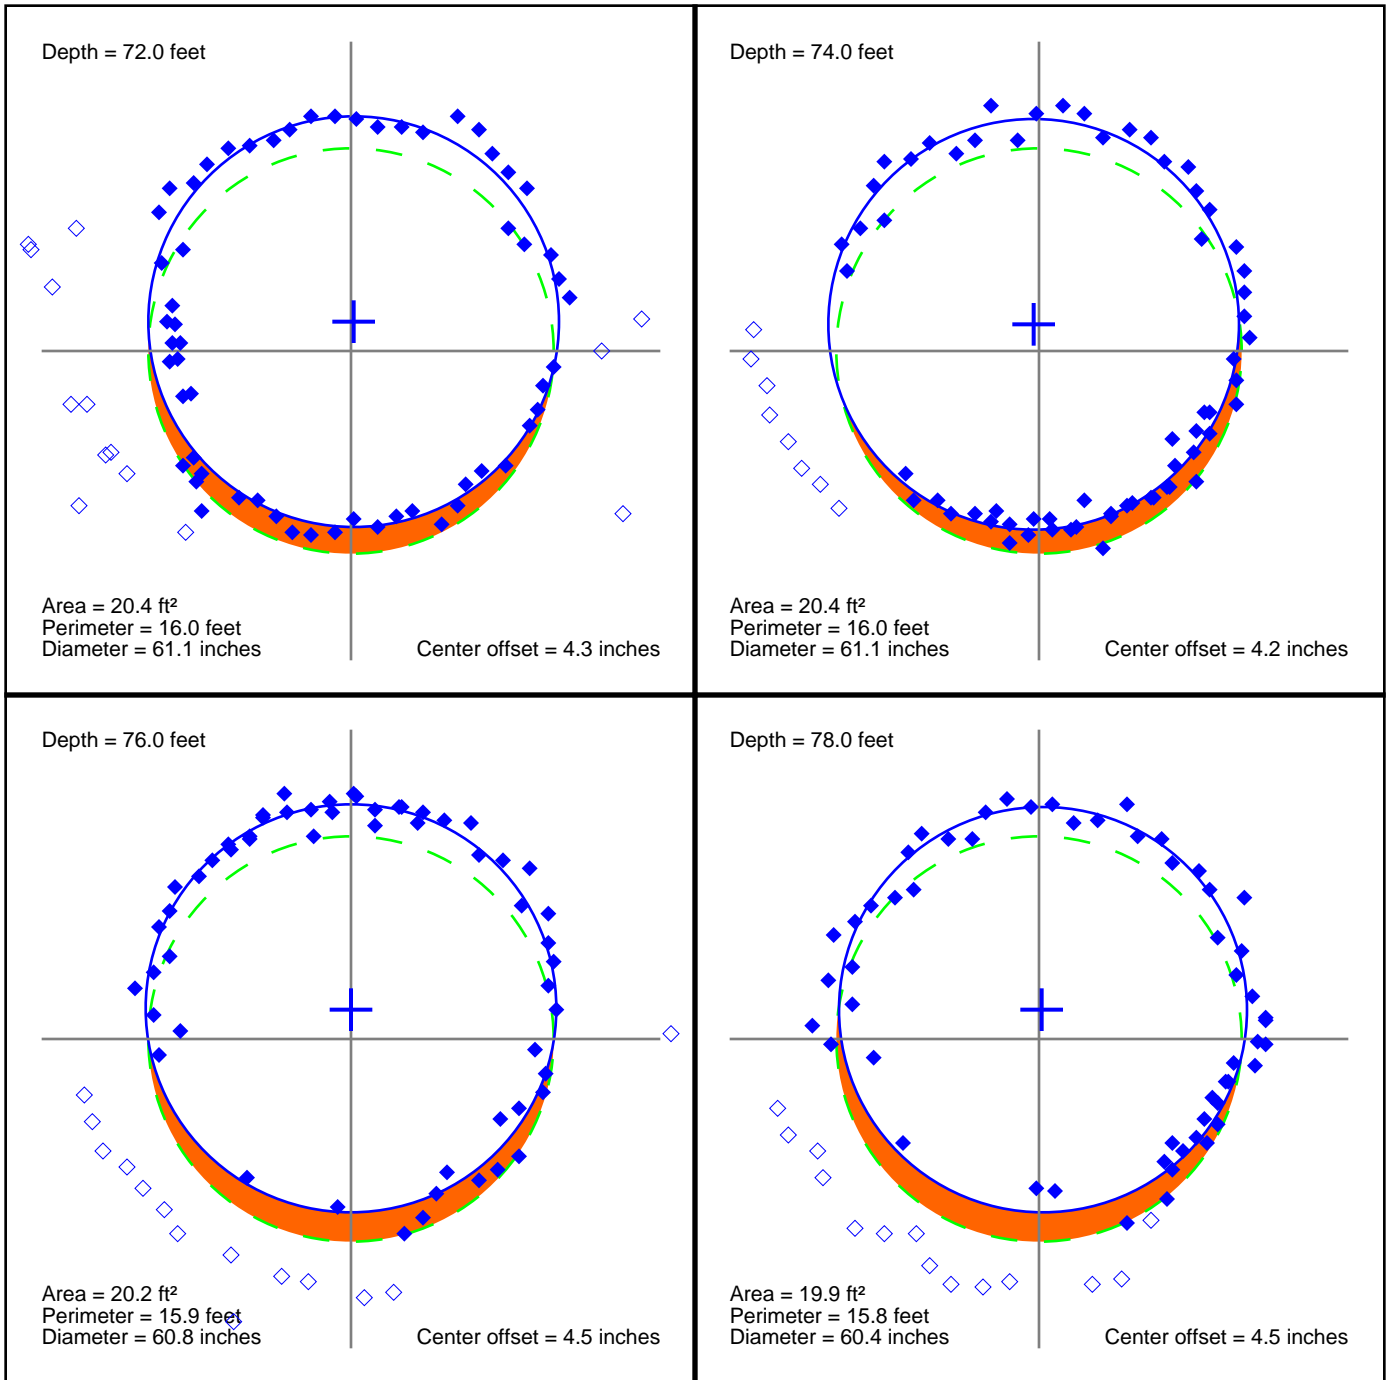 Depth = 72.0 feet
Area = 20.4 ft²
Perimeter = 16.0 feet
Diameter = 61.1 inches
Center offset = 4.3 inches
Depth = 74.0 feet
Area = 20.4 ft²
Perimeter = 16.0 feet
Diameter = 61.1 inches
Center offset = 4.2 inches
Depth = 76.0 feet
Area = 20.2 ft²
Perimeter = 15.9 feet
Diameter = 60.8 inches
Center offset = 4.5 inches
Depth = 78.0 feet
Area = 19.9 ft²
Perimeter = 15.8 feet
Diameter = 60.4 inches
Center offset = 4.5 inches